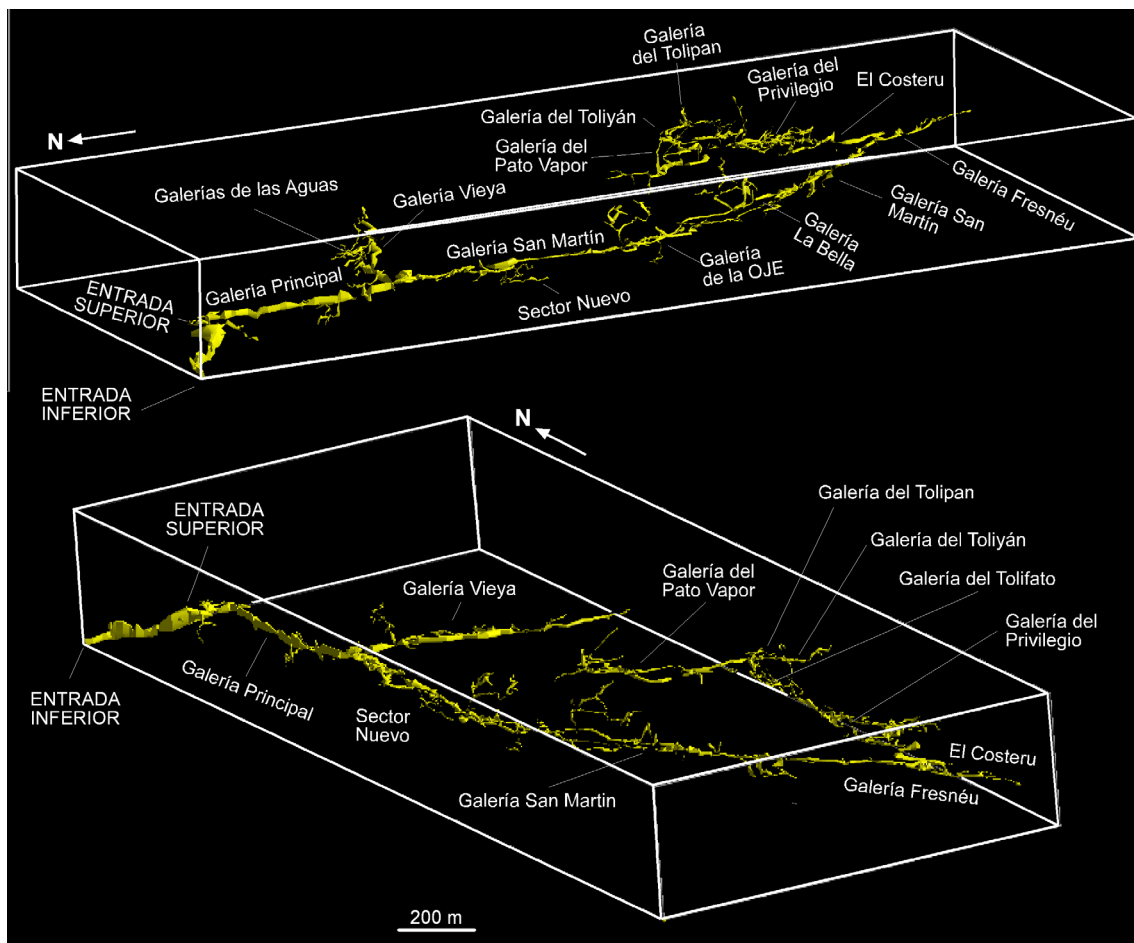 Galería
del Tolipan
Galería del
Privilegio
El Costeru
Galería del Toliyán
N
Galería del
Pato Vapor
Galerías de las Aguas
Galería Vieya
Galería Fresnéu
Galería San
Martín
Galería San Martín
Galería
La Bella
Galería
de la OJE
Galería Principal
ENTRADA
SUPERIOR
Sector Nuevo
ENTRADA
INFERIOR
N
ENTRADA
SUPERIOR
Galería del Tolipan
Galería del Toliyán
Galería del
Pato Vapor
Galería del Tolifato
Galería Vieya
Galería del
Privilegio
Galería Principal
ENTRADA
INFERIOR
Sector
Nuevo
El Costeru
Galería Fresnéu
Galería San Martin
200 m